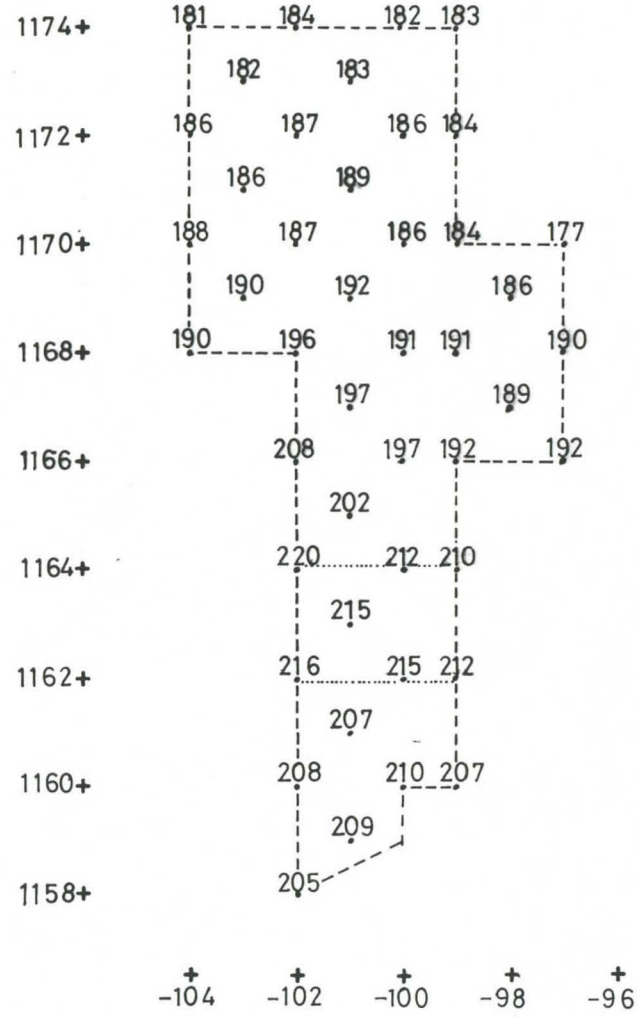 1174+ 181 184 182 183
182 183
1172+ 186 187 186 184
186 189
1170+ 188 187 186 184 177
190 192 186
1168+ 190 196 191 191 190
197 189
1166+ 208 197 192 192
202
1164+ 220 212 210
215
1162+ 216 215 212
207
1160+ 208 210 207
209
1158+ 205
+ + + + +
-104 -102 -100 -98 -96